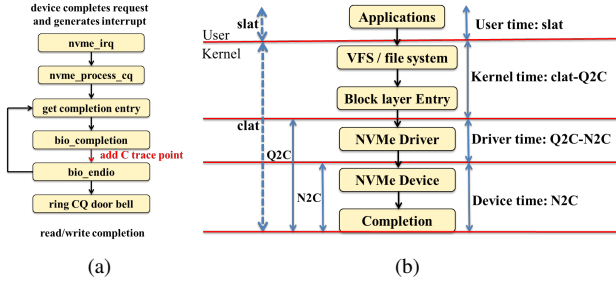 device completes request
and generates interrupt
nvme_irq
nvme_process_cq
get completion entry
bio_completion
add C trace point
bio_endio
ring CQ door bell
read/write completion
(a)
slat
User
Kernel
clat
Q2C
N2C
Applications
VFS / file system
Block layer Entry
NVMe Driver
NVMe Device
Completion
User time: slat
Kernel time: clat-Q2C
Driver time: Q2C-N2C
Device time: N2C
(b)